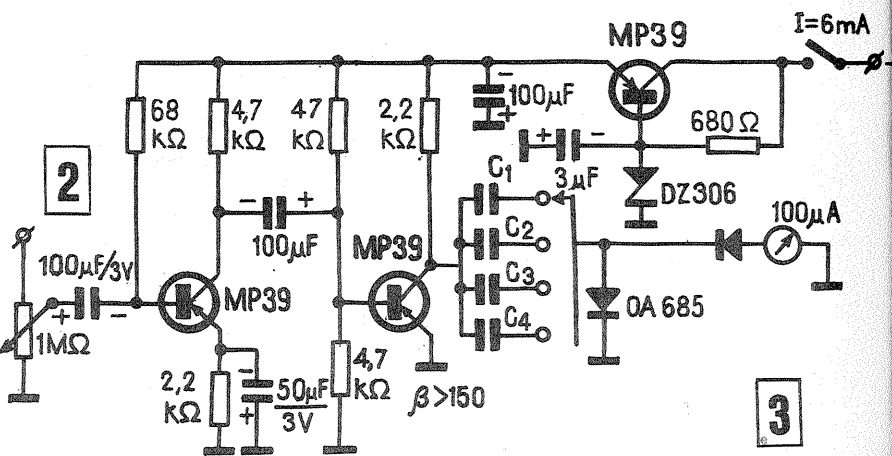 MP39
I=6mA
68
kΩ
4,7
kΩ
47
kΩ
2,2
kΩ
-
100μF
+
680 Ω
+ -
3μF
DZ306
2
- +
100μF
C1
C2
C3
C4
100μA
100μF/3V
+ -
MP39
MP39
OA 685
1MΩ
2,2
kΩ
-
+
50μF
3V
4,7
kΩ
β>150
3